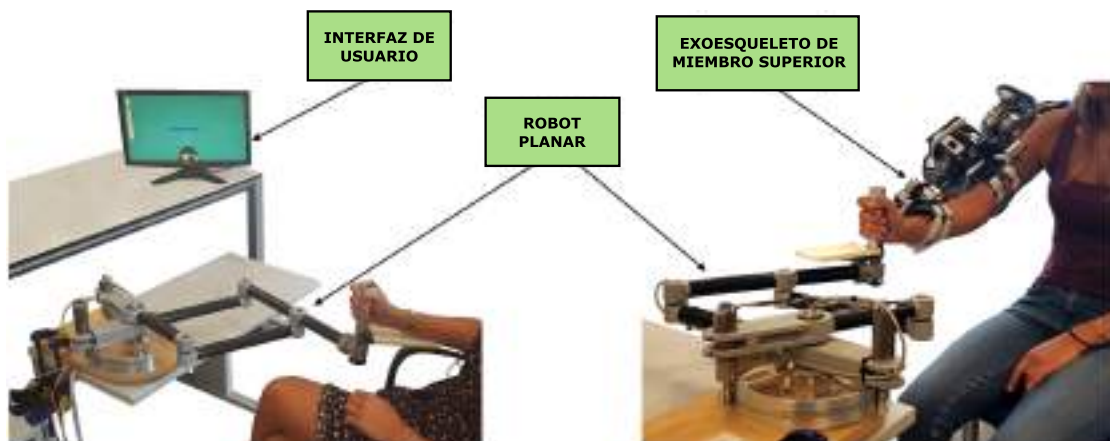 INTERFAZ DE
USUARIO
EXOESQUELETO DE
MIEMBRO SUPERIOR
ROBOT
PLANAR